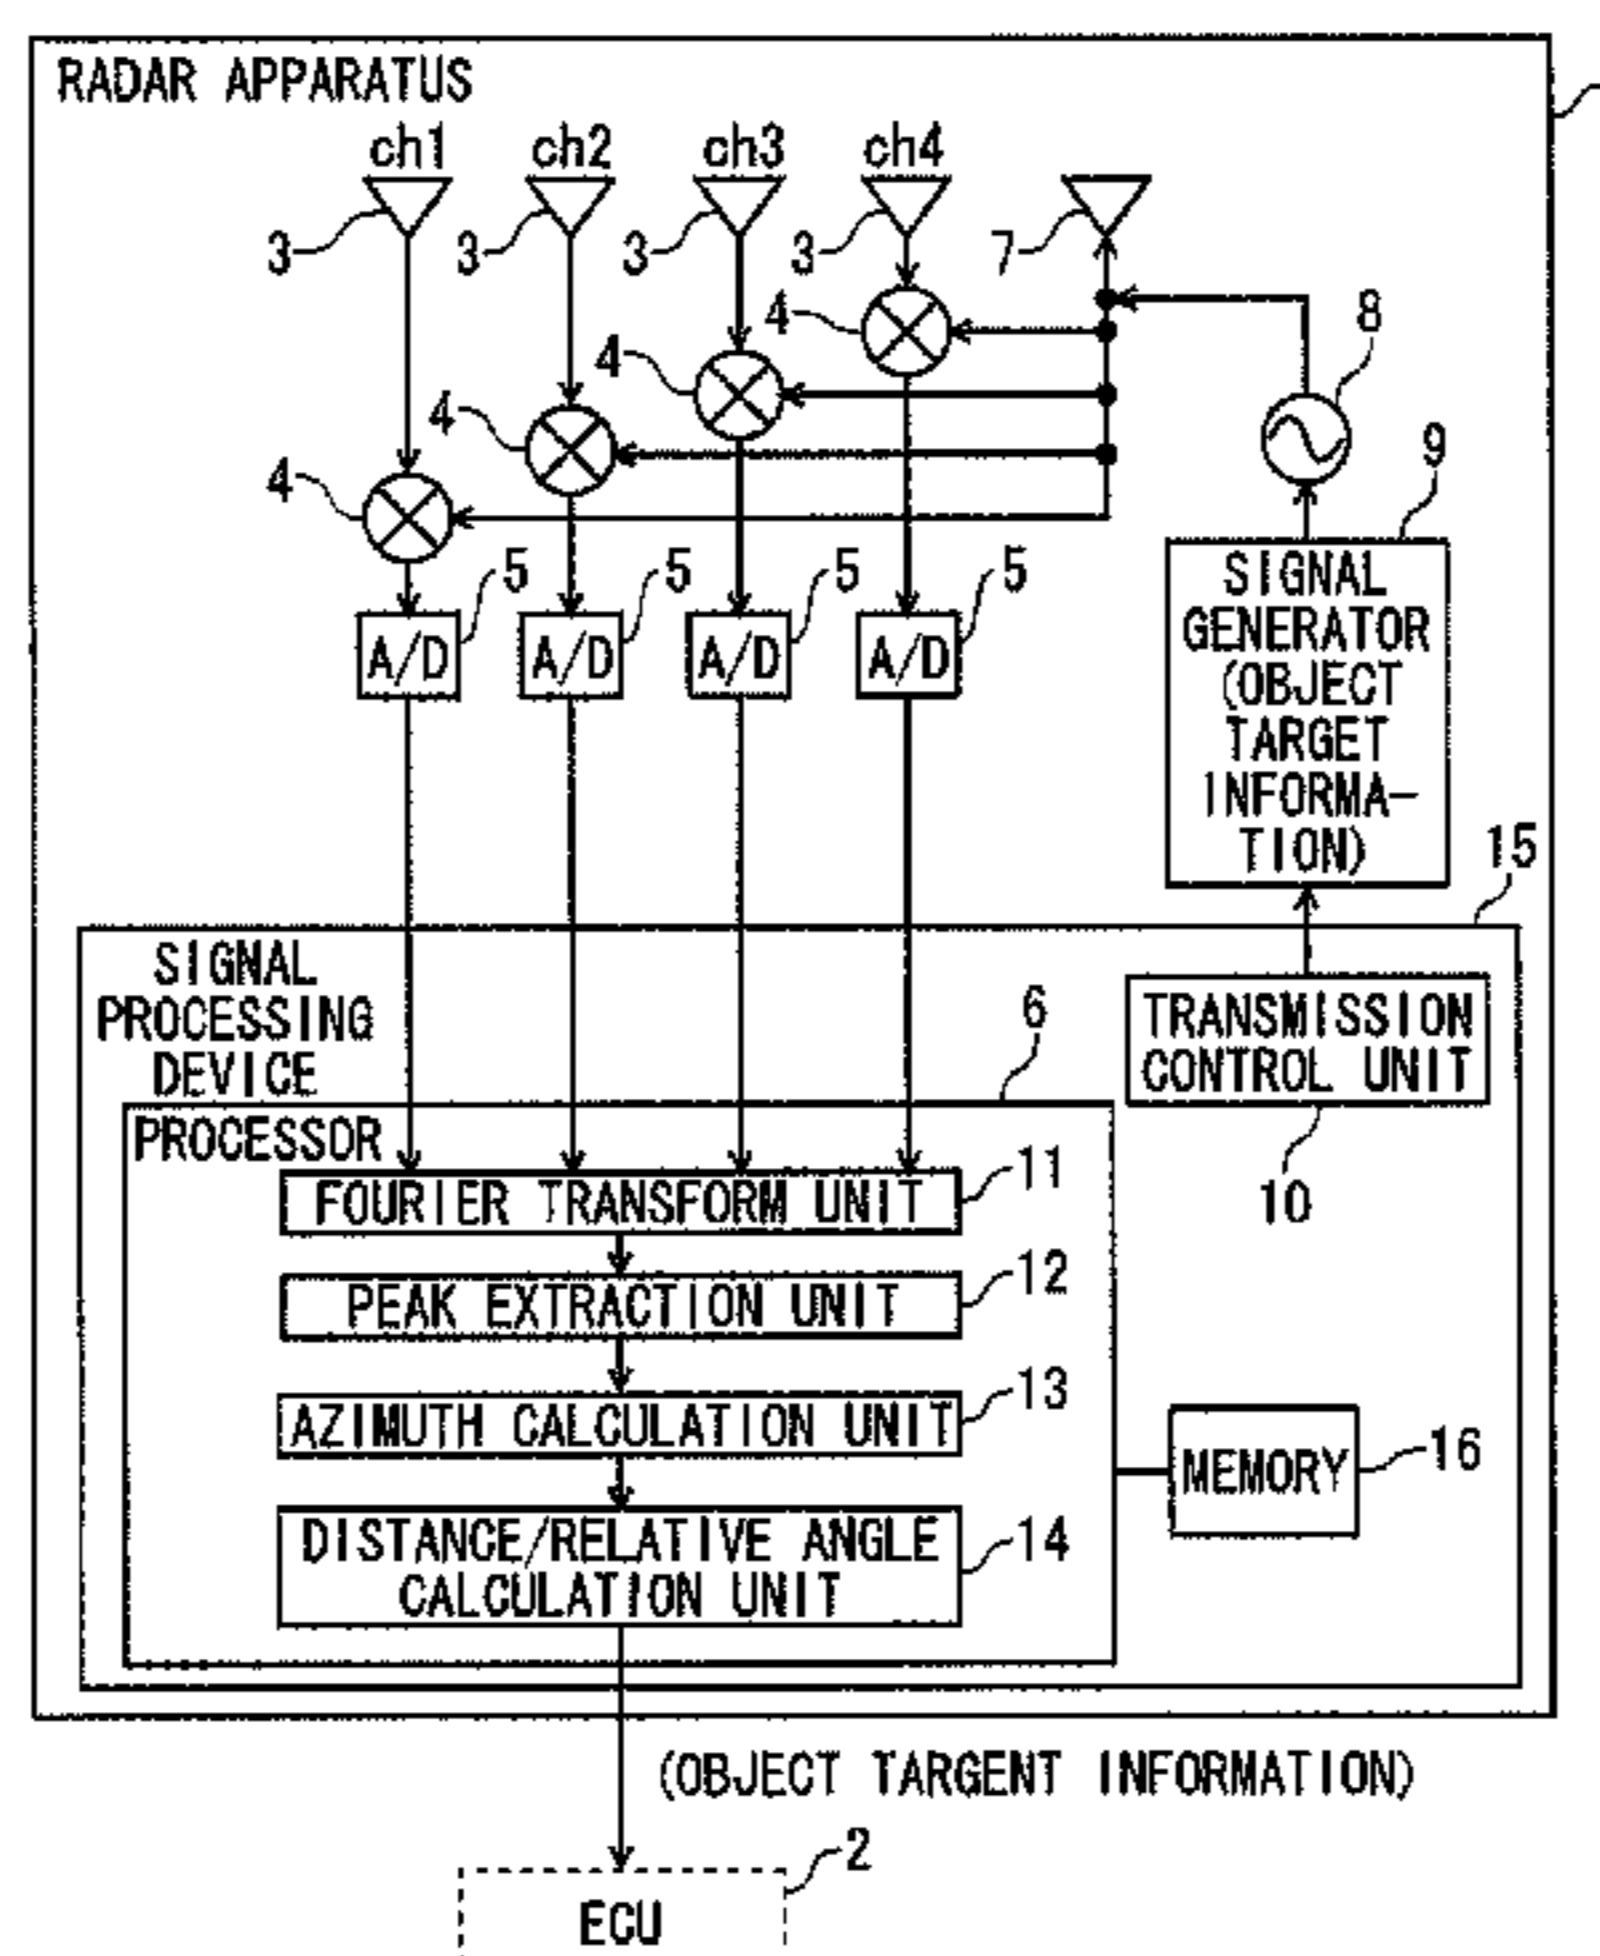 RADAR APPARATUS
ch1 ch2 ch3 ch4
3 3 3 3 7
4 4 4 4 8
9
5 5 5 5
A/D A/D A/D A/D
SIGNAL
GENERATOR
(OBJECT
TARGET
INFORMA-
TION)
15
SIGNAL
PROCESSING
DEVICE
6
TRANSMISSION
CONTROL UNIT
10
PROCESSOR
FOURIER TRANSFORM UNIT 11
PEAK EXTRACTION UNIT 12
AZIMUTH CALCULATION UNIT 13
MEMORY 16
DISTANCE/RELATIVE ANGLE
CALCULATION UNIT 14
(OBJECT TARGENT INFORMATION)
2
ECU